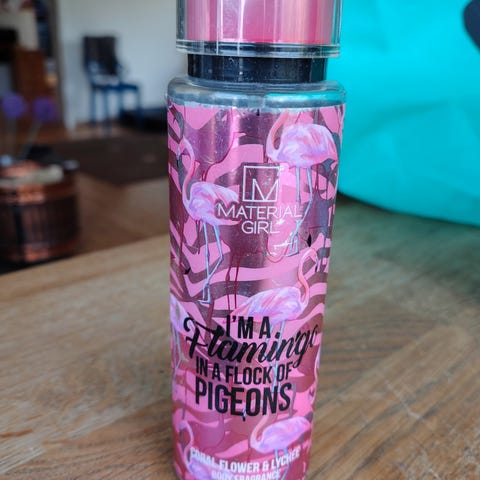 M
MATERIAL
GIRL
I'M A
Flamingo
IN A FLOCK OF
PIGEONS
CORAL FLOWER & LYCHEE
BODY FRAGRANCE